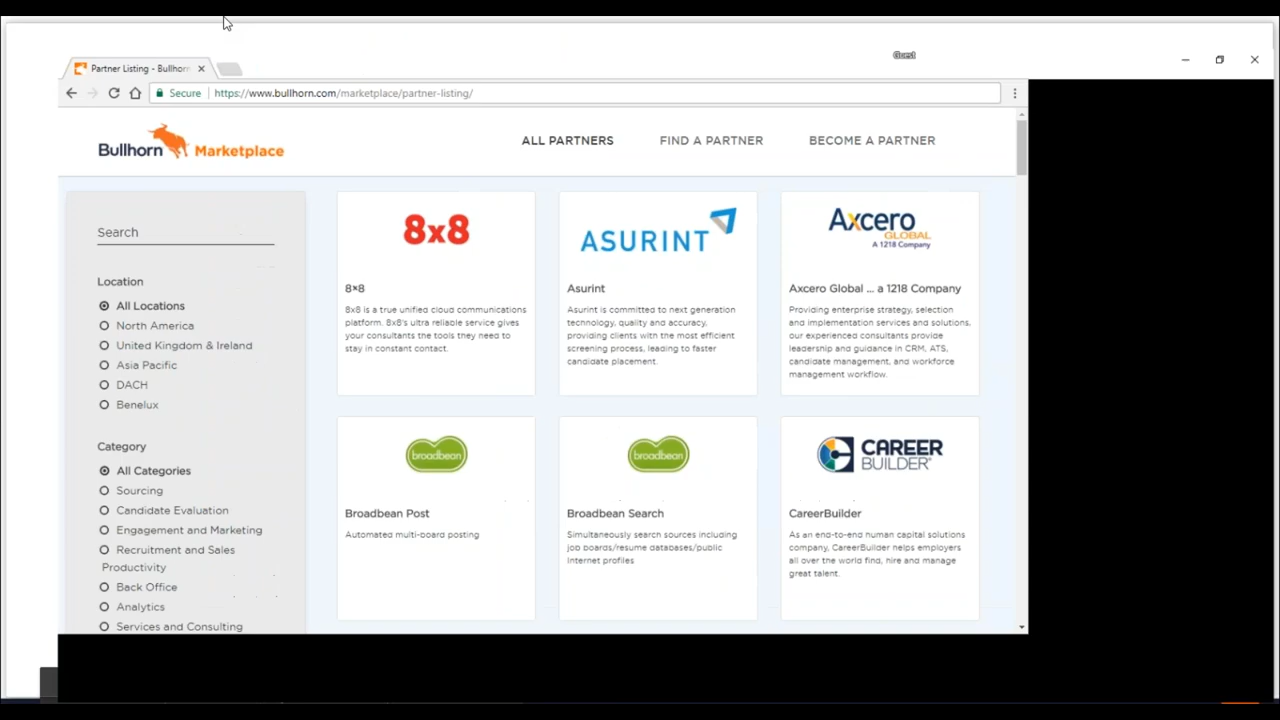 Guest
Partner Listing - Bullhorn
Secure
https://www.bullhorn.com/marketplace/partner-listing/
Bullhorn Marketplace
ALL PARTNERS
FIND A PARTNER
BECOME A PARTNER
Search
Location
All Locations
North America
United Kingdom & Ireland
Asia Pacific
DACH
Benelux
Category
All Categories
Sourcing
Candidate Evaluation
Engagement and Marketing
Recruitment and Sales
Productivity
Back Office
Analytics
Services and Consulting
8x8
8×8
8x8 is a true unified cloud communications
platform. 8x8's ultra reliable service gives
your consultants the tools they need to
stay in constant contact.
ASURINT
Asurint
Asurint is committed to next generation
technology, quality and accuracy,
providing clients with the most efficient
screening process, leading to faster
candidate placement.
Axcero
GLOBAL
A 1218 Company
Axcero Global ... a 1218 Company
Providing enterprise strategy, selection
and implementation services and solutions,
our experienced consultants provide
leadership and guidance in CRM, ATS,
candidate management, and workforce
management workflow.
broadbean
Broadbean Post
Automated multi-board posting
broadbean
Broadbean Search
Simultaneously search sources including
job boards/resume databases/public
internet profiles
CAREER
BUILDER®
CareerBuilder
As an end-to-end human capital solutions
company, CareerBuilder helps employers
all over the world find, hire and manage
great talent.